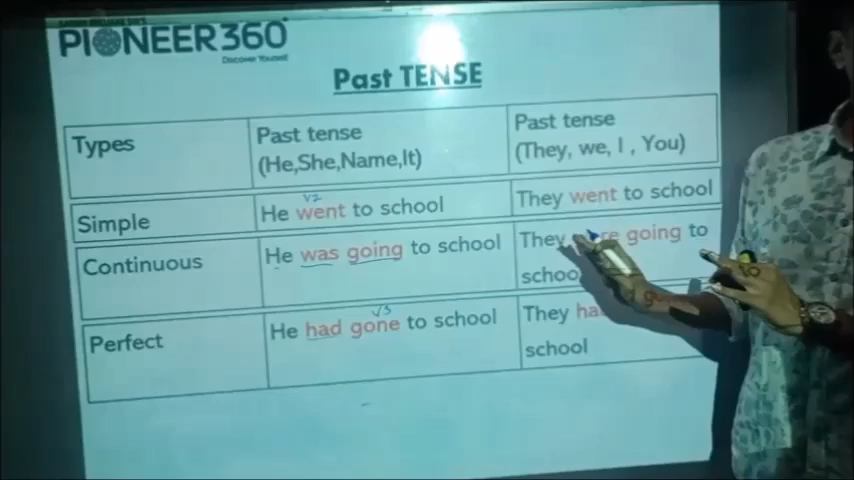 PIONEER360
Discover Yourself
Past TENSE
Types
Past tense
(He,She,Name,It)
Past tense
(They, we, I , You)
Simple
V2
He went to school
They went to school
Continuous
He was going to school
They going to
school
Perfect
V3
He had gone to school
They
school